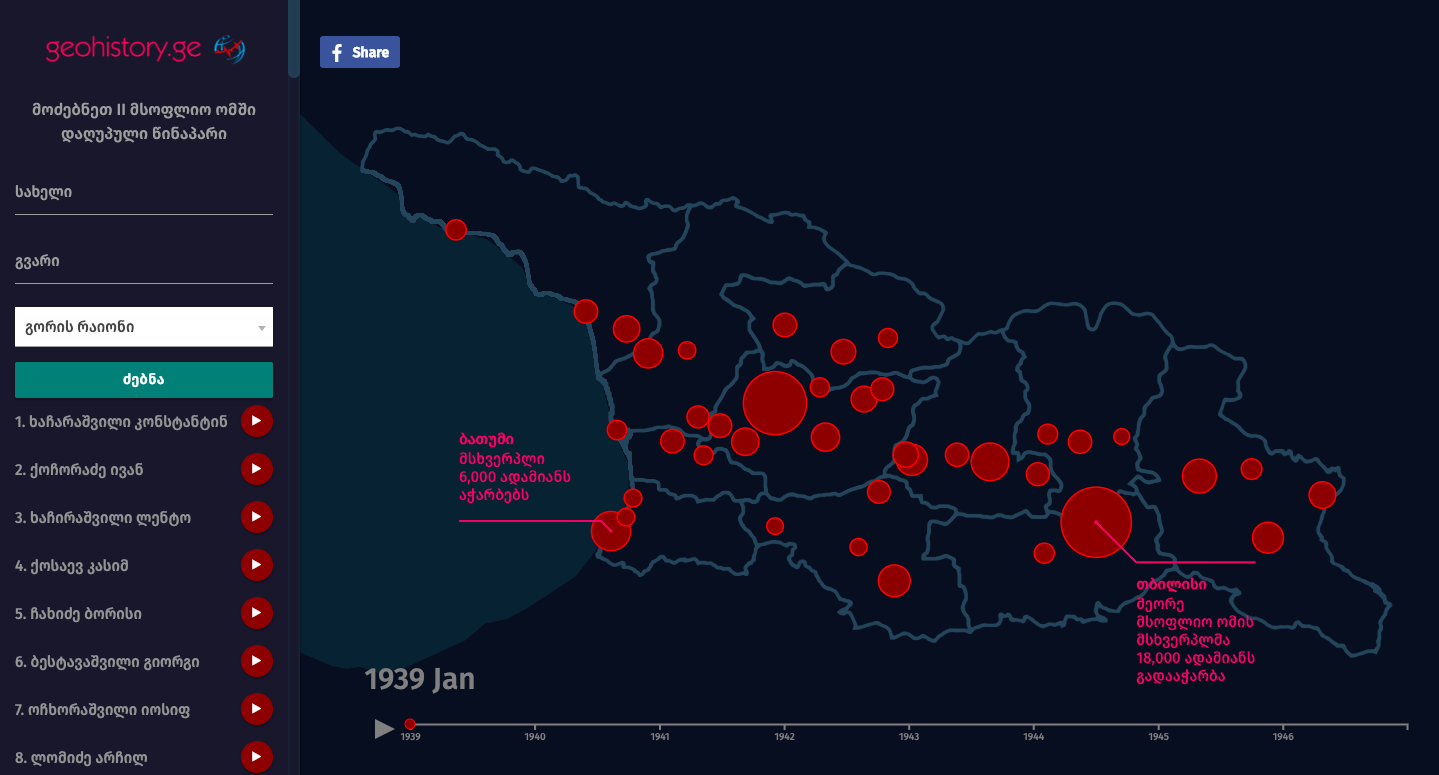 geohistory.ge
მოძებნეთ II მსოფლიო ომში
დაღუპული წინაპარი
სახელი
გვარი
გორის რაიონი
ძებნა
1. ხაჩარაშვილი კონსტანტინ
2. ქოჩორაძე ივან
3. ხაჩირაშვილი ლენტო
4. ქოსაევ კასიმ
5. ჩახიძე ბორისი
6. ბესტავაშვილი გიორგი
7. ოჩხორაშვილი იოსიფ
8. ლომიძე არჩილ
Share
ბათუმი
მსხვერპლი
6,000 ადამიანს
აჭარბებს
თბილისი
მეორე
მსოფლიო ომის
მსხვერპლმა
18,000 ადამიანს
გადააჭარბა
1939 Jan
1939 1940 1941 1942 1943 1944 1945 1946